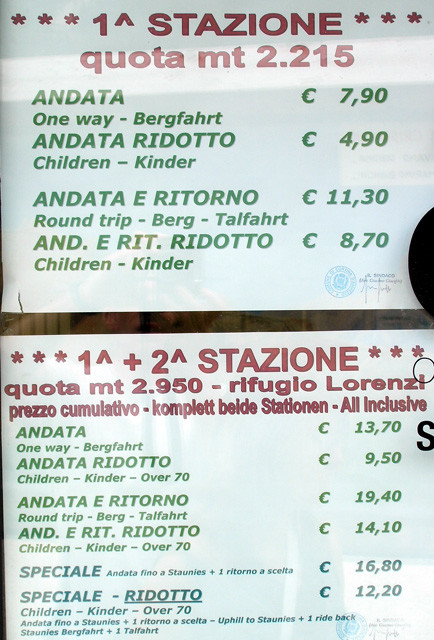 * * * 1^ STAZIONE * * *
quota mt 2.215
ANDATA € 7,90
One way - Bergfahrt
ANDATA RIDOTTO € 4,90
Children – Kinder
ANDATA E RITORNO € 11,30
Round trip - Berg - Talfahrt
AND. E RIT. RIDOTTO € 8,70
Children - Kinder
IL SINDACO
* * * 1^ + 2^ STAZIONE * * *
quota mt 2.950 - rifugio Lorenzi
prezzo cumulativo - komplett beide Stationen - All Inclusive
ANDATA € 13,70
One way - Bergfahrt
ANDATA RIDOTTO € 9,50
Children – Kinder – Over 70
ANDATA E RITORNO € 19,40
Round trip - Berg - Talfahrt
AND. E RIT. RIDOTTO € 14,10
Children – Kinder – Over 70
SPECIALE Andata fino a Staunies + 1 ritorno a scelta € 16,80
SPECIALE - RIDOTTO € 12,20
Children – Kinder – Over 70
Andata fino a Staunies + 1 ritorno a scelta – Uphill to Staunies + 1 ride back
Staunies Bergfahrt + 1 Talfahrt
S